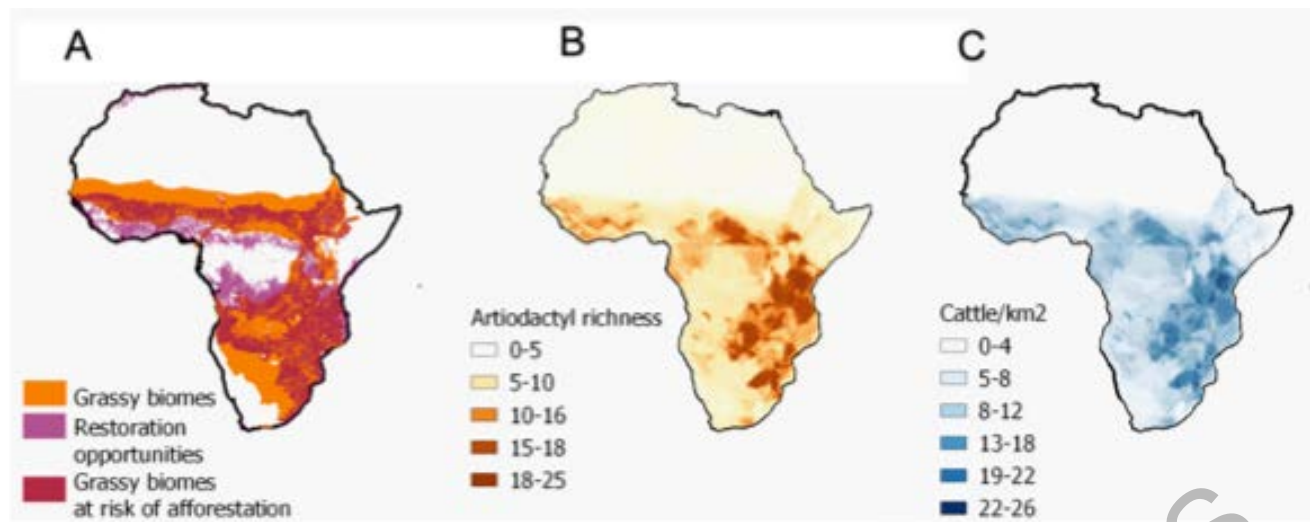 A
B
C
Grassy biomes
Restoration
opportunities
Grassy biomes
at risk of afforestation
Artiodactyl richness
0-5
5-10
10-16
15-18
18-25
Cattle/km2
0-4
5-8
8-12
13-18
19-22
22-26